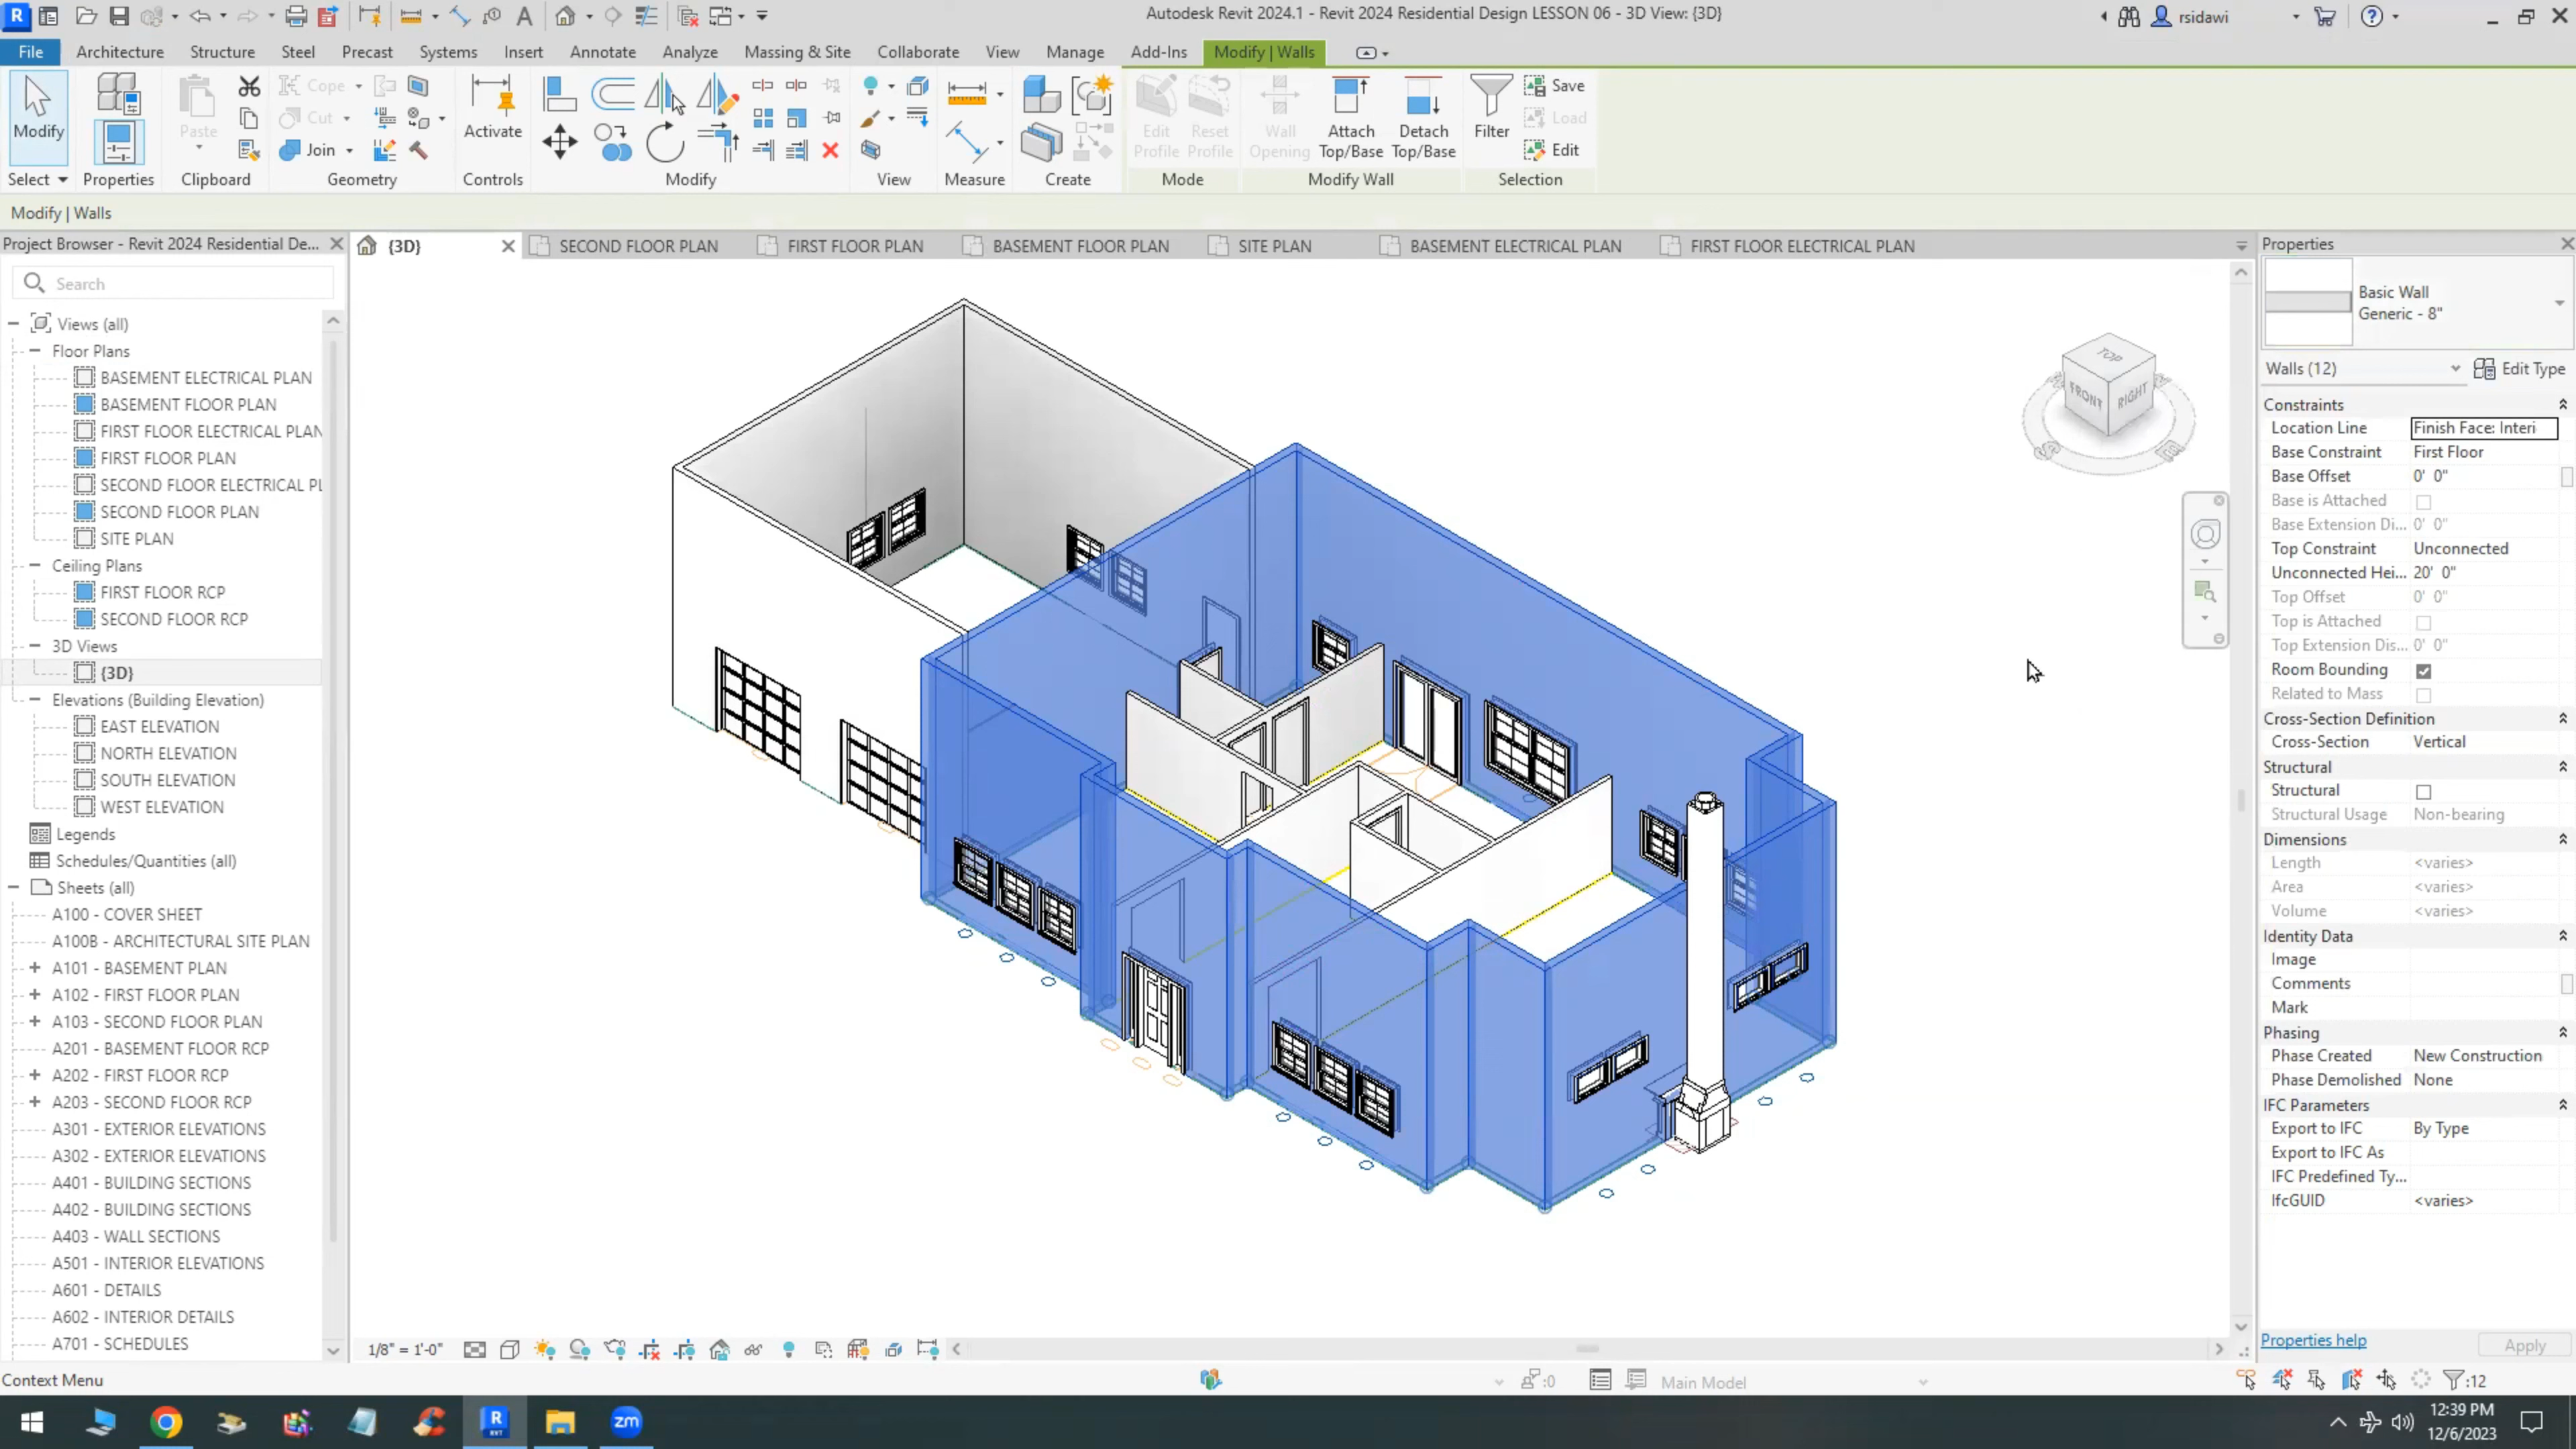 Autodesk Revit 2024.1 - Revit 2024 Residential Design LESSON 06 - 3D View: {3D}
rsidawi
File Architecture Structure Steel Precast Systems Insert Annotate Analyze Massing & Site Collaborate View Manage Add-Ins Modify | Walls
Modify
Select
Properties
Paste
Clipboard
Cope
Cut
Join
Geometry
Activate
Controls
Modify
View
Measure
Create
Edit Profile
Reset Profile
Mode
Wall Opening
Attach Top/Base
Detach Top/Base
Modify Wall
Filter
Save
Load
Edit
Selection
Modify | Walls
Project Browser - Revit 2024 Residential De...
Search
Views (all)
Floor Plans
BASEMENT ELECTRICAL PLAN
BASEMENT FLOOR PLAN
FIRST FLOOR ELECTRICAL PLAN
FIRST FLOOR PLAN
SECOND FLOOR ELECTRICAL PL
SECOND FLOOR PLAN
SITE PLAN
Ceiling Plans
FIRST FLOOR RCP
SECOND FLOOR RCP
3D Views
{3D}
Elevations (Building Elevation)
EAST ELEVATION
NORTH ELEVATION
SOUTH ELEVATION
WEST ELEVATION
Legends
Schedules/Quantities (all)
Sheets (all)
A100 - COVER SHEET
A100B - ARCHITECTURAL SITE PLAN
A101 - BASEMENT PLAN
A102 - FIRST FLOOR PLAN
A103 - SECOND FLOOR PLAN
A201 - BASEMENT FLOOR RCP
A202 - FIRST FLOOR RCP
A203 - SECOND FLOOR RCP
A301 - EXTERIOR ELEVATIONS
A302 - EXTERIOR ELEVATIONS
A401 - BUILDING SECTIONS
A402 - BUILDING SECTIONS
A403 - WALL SECTIONS
A501 - INTERIOR ELEVATIONS
A601 - DETAILS
A602 - INTERIOR DETAILS
A701 - SCHEDULES
{3D} SECOND FLOOR PLAN FIRST FLOOR PLAN BASEMENT FLOOR PLAN SITE PLAN BASEMENT ELECTRICAL PLAN FIRST FLOOR ELECTRICAL PLAN
TOP
FRONT
RIGHT
Properties
Basic Wall
Generic - 8"
Walls (12) Edit Type
Constraints
Location Line Finish Face: Interi
Base Constraint First Floor
Base Offset 0' 0"
Base is Attached
Base Extension Di... 0' 0"
Top Constraint Unconnected
Unconnected Hei... 20' 0"
Top Offset 0' 0"
Top is Attached
Top Extension Dis... 0' 0"
Room Bounding
Related to Mass
Cross-Section Definition
Cross-Section Vertical
Structural
Structural
Structural Usage Non-bearing
Dimensions
Length <varies>
Area <varies>
Volume <varies>
Identity Data
Image
Comments
Mark
Phasing
Phase Created New Construction
Phase Demolished None
IFC Parameters
Export to IFC By Type
Export to IFC As
IFC Predefined Ty...
IfcGUID <varies>
Properties help Apply
1/8" = 1'-0"
Context Menu
:0
Main Model
:12
R
RVT
zm
12:39 PM
12/6/2023